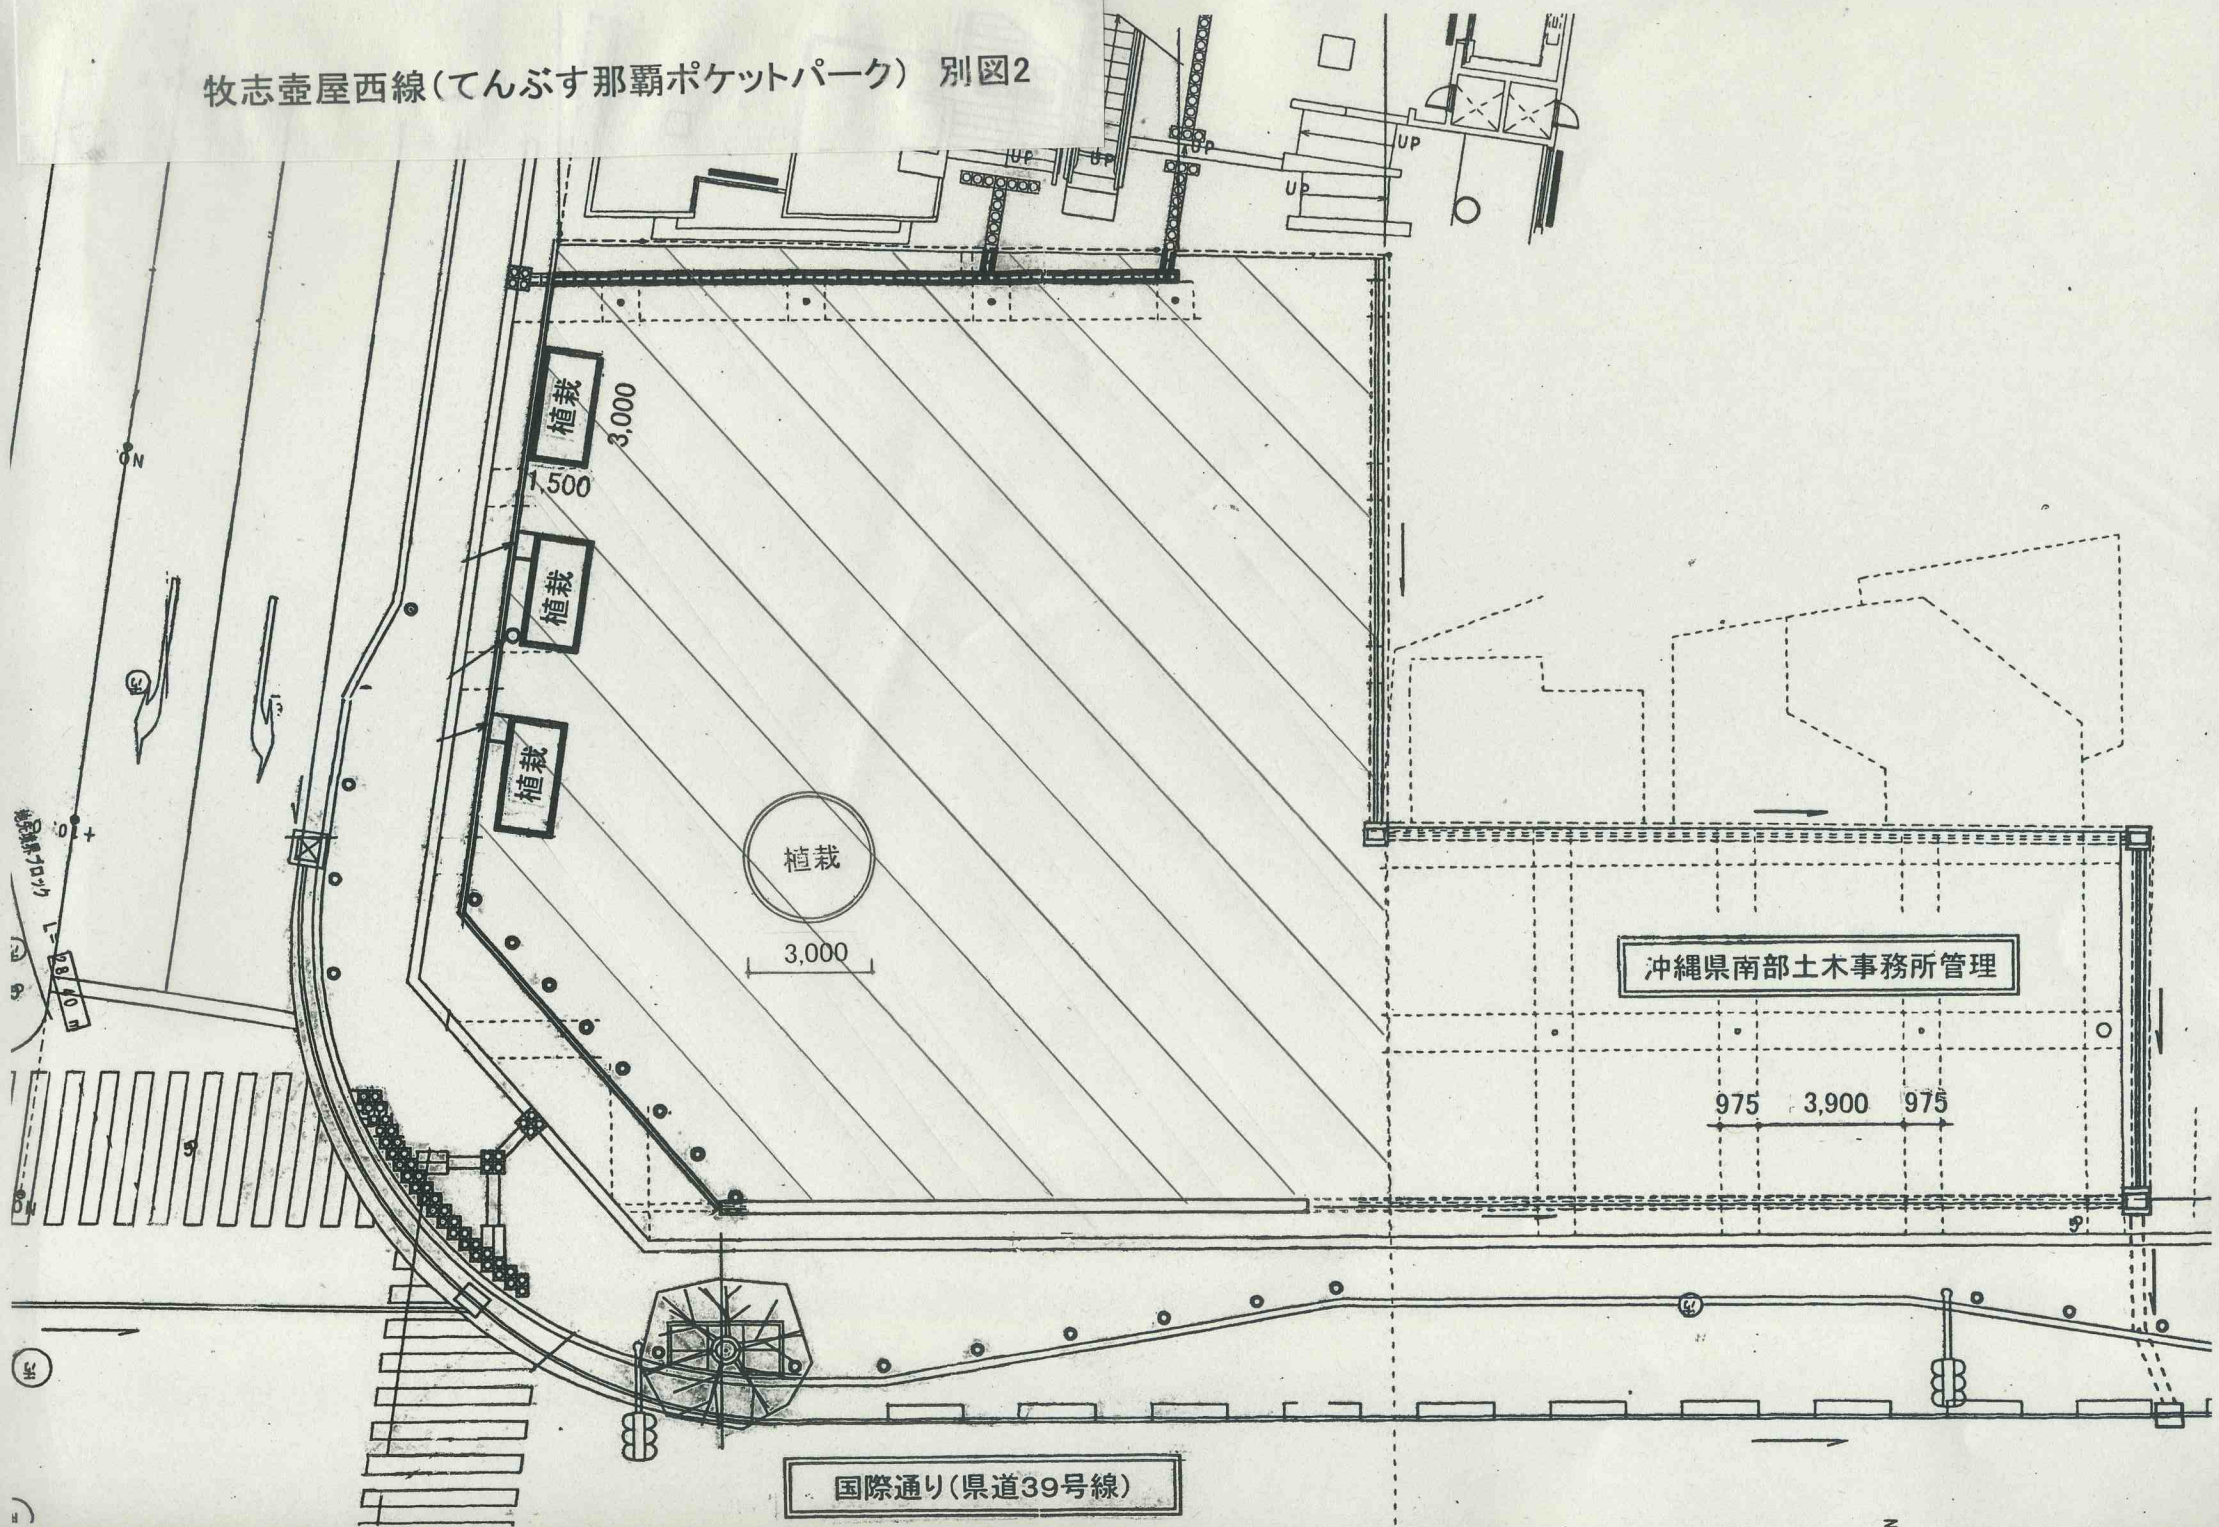 牧志壺屋西線(てんぶす那覇ポケットパーク) 別図2
UP
UP
UP
UP
UP
植栽
3,000
1,500
植栽
植栽
植栽
3,000
沖縄県南部土木事務所管理
975 3,900 975
国際通り(県道39号線)